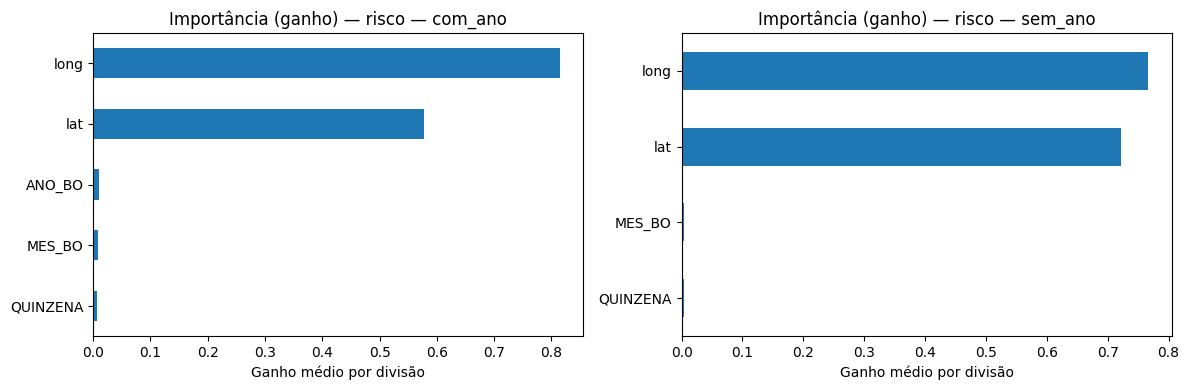 Importância (ganho) — risco — com_ano
long
lat
ANO_BO
MES_BO
QUINZENA
0.0 0.1 0.2 0.3 0.4 0.5 0.6 0.7 0.8
Ganho médio por divisão
Importância (ganho) — risco — sem_ano
long
lat
MES_BO
QUINZENA
0.0 0.1 0.2 0.3 0.4 0.5 0.6 0.7 0.8
Ganho médio por divisão